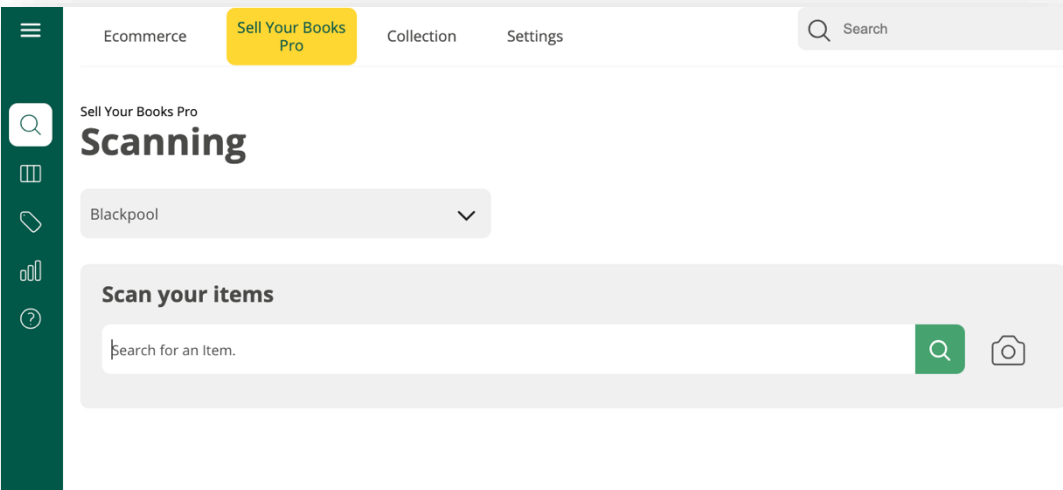 Ecommerce
Sell Your Books
Pro
Collection
Settings
Search
Sell Your Books Pro
Scanning
Blackpool
Scan your items
Search for an Item.